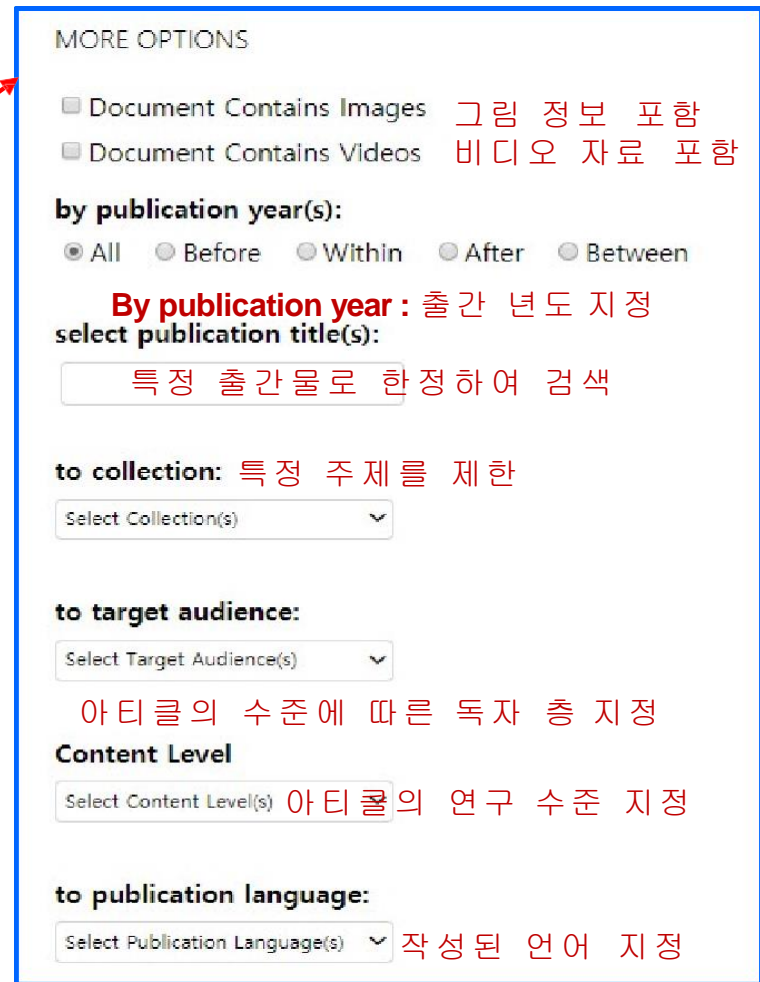 MORE OPTIONS
Document Contains Images 그림 정보 포함
Document Contains Videos 비디오 자료 포함
by publication year(s):
All Before Within After Between
By publication year : 출간 년도 지정
select publication title(s):
특정 출간물로 한정하여 검색
to collection: 특정 주제를 제한
Select Collection(s)
to target audience:
Select Target Audience(s)
아티클의 수준에 따른 독자 층 지정
Content Level
Select Content Level(s) 아티클의 연구 수준 지정
to publication language:
Select Publication Language(s) 작성된 언어 지정